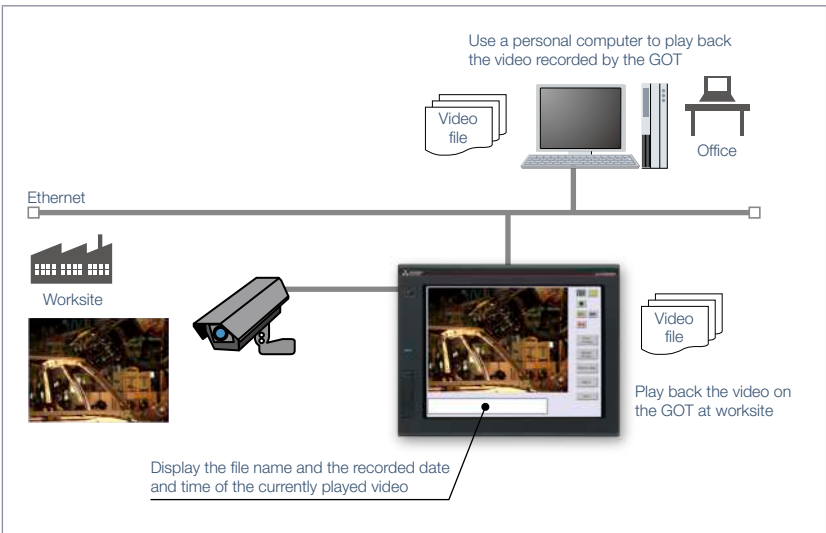 Use a personal computer to play back
the video recorded by the GOT
Video
file
Office
Ethernet
Worksite
Video
file
Play back the video on
the GOT at worksite
Display the file name and the recorded date
and time of the currently played video